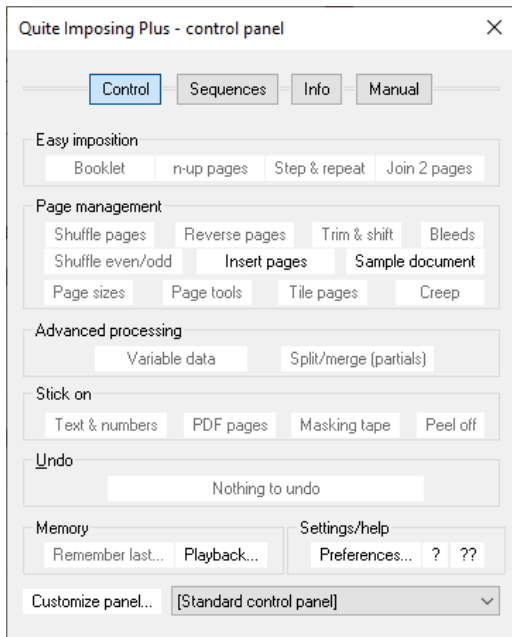 Quite Imposing Plus - control panel
Control Sequences Info Manual
Easy imposition
Booklet n-up pages Step & repeat Join 2 pages
Page management
Shuffle pages Reverse pages Trim & shift Bleeds
Shuffle even/odd Insert pages Sample document
Page sizes Page tools Tile pages Creep
Advanced processing
Variable data Split/merge (partials)
Stick on
Text & numbers PDF pages Masking tape Peel off
Undo
Nothing to undo
Memory Settings/help
Remember last... Playback... Preferences... ? ??
Customize panel... [Standard control panel]